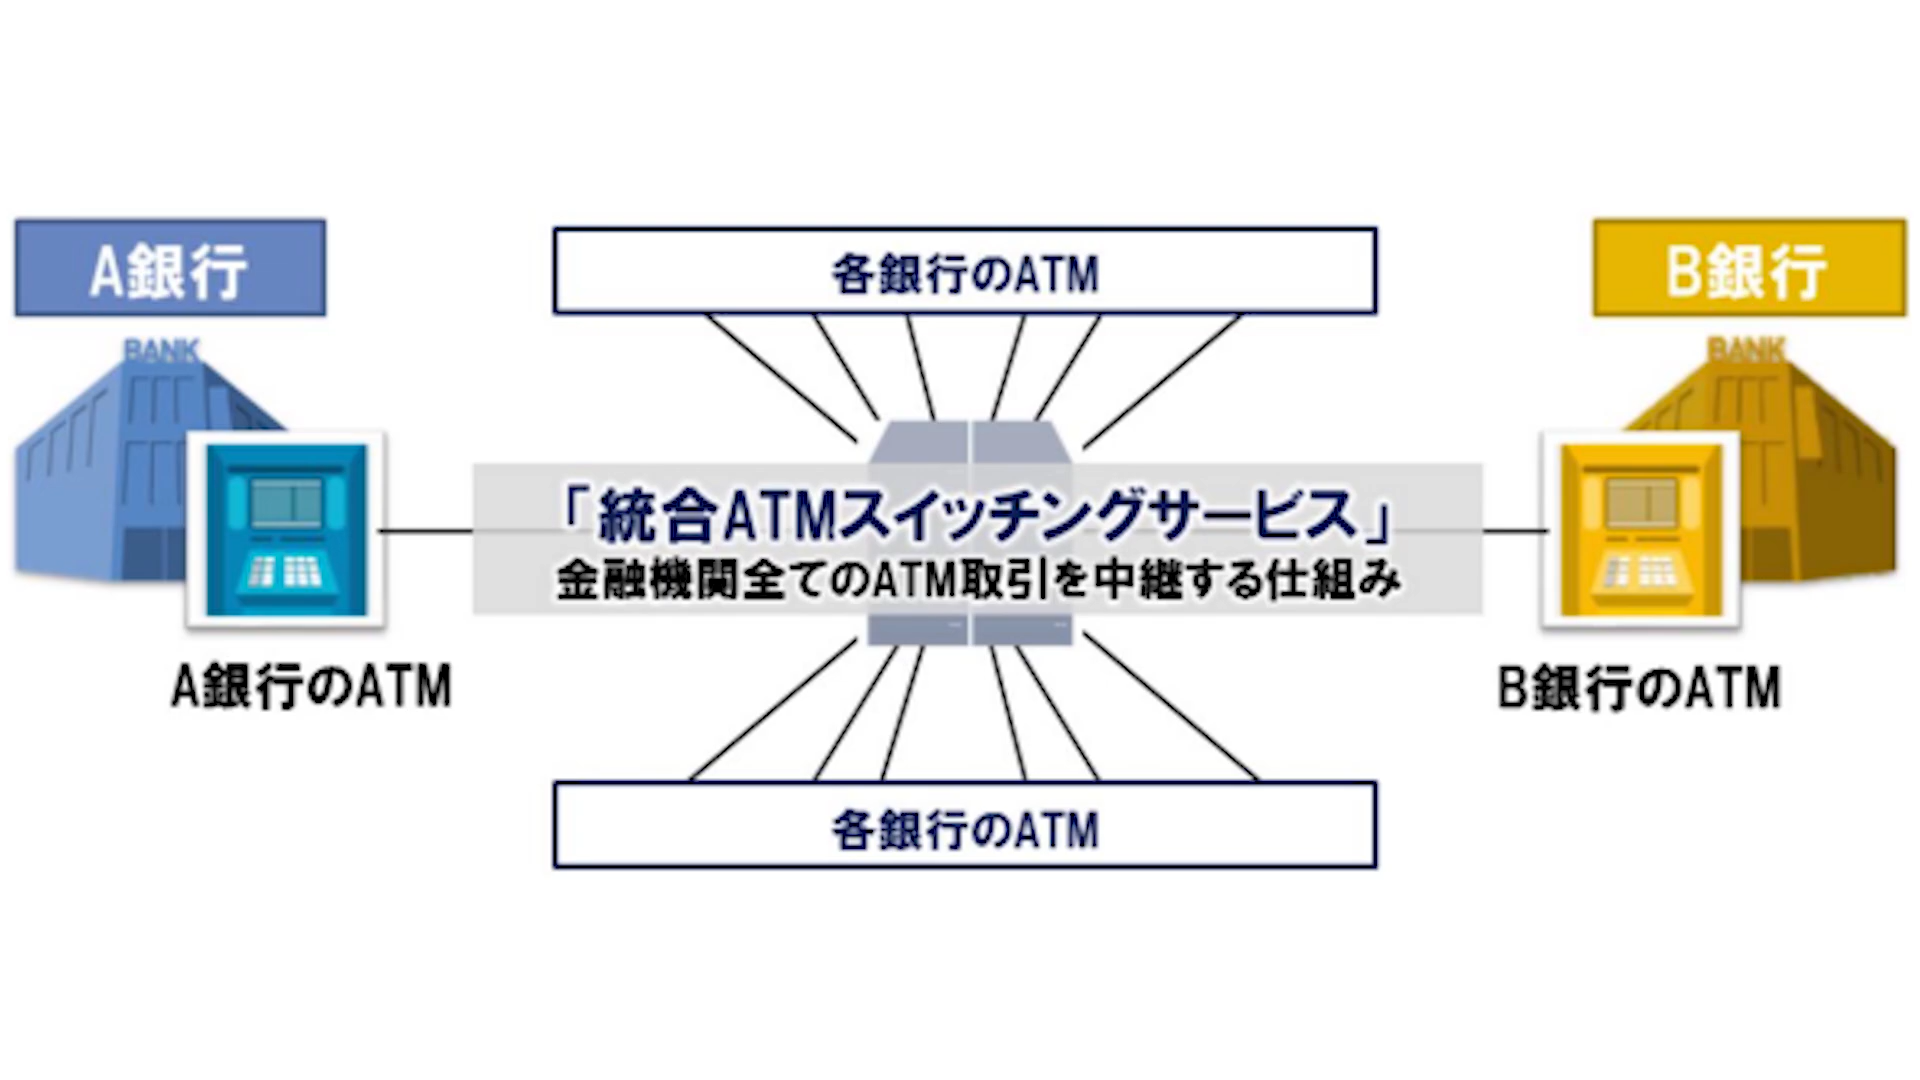 A銀行
各銀行のATM
B銀行
BANK
BANK
「統合ATMスイッチングサービス」
金融機関全てのATM取引を中継する仕組み
A銀行のATM
B銀行のATM
各銀行のATM